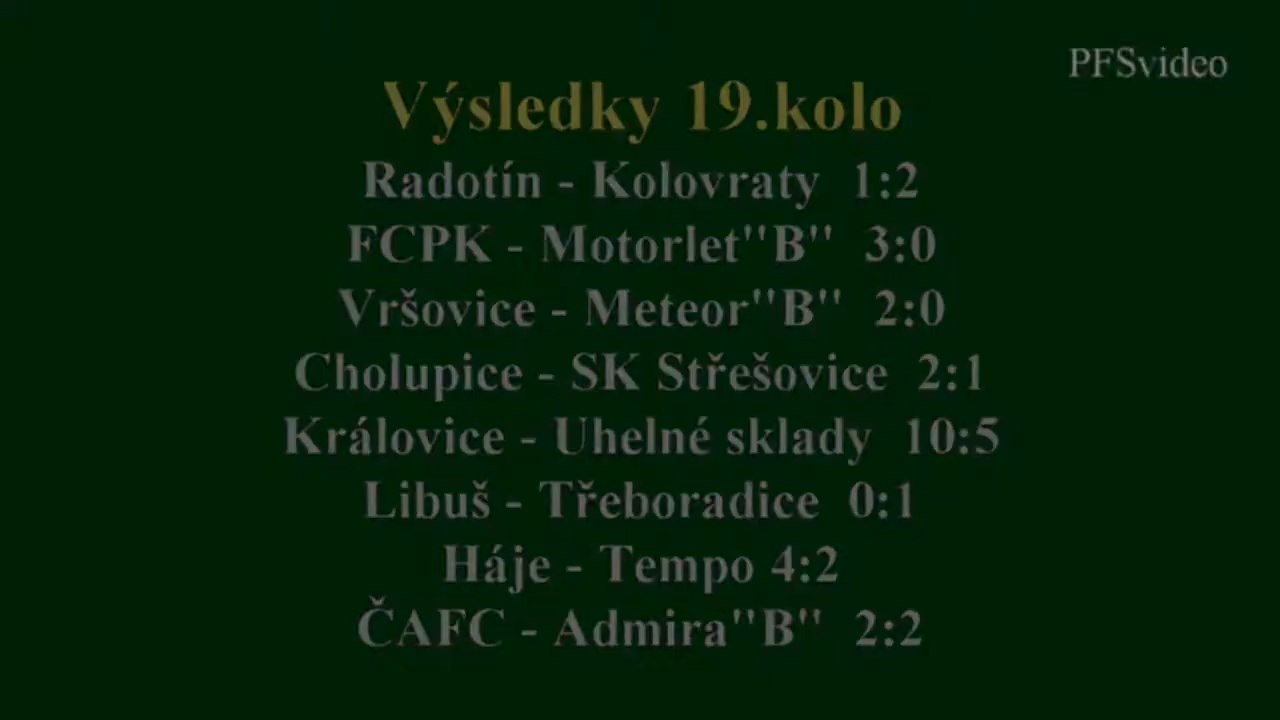 PFSvideo
Výsledky 19.kolo
Radotín - Kolovraty 1:2
FCPK - Motorlet"B" 3:0
Vršovice - Meteor"B" 2:0
Cholupice - SK Střešovice 2:1
Královice - Uhelné sklady 10:5
Libuš - Třeboradice 0:1
Háje - Tempo 4:2
ČAFC - Admira"B" 2:2